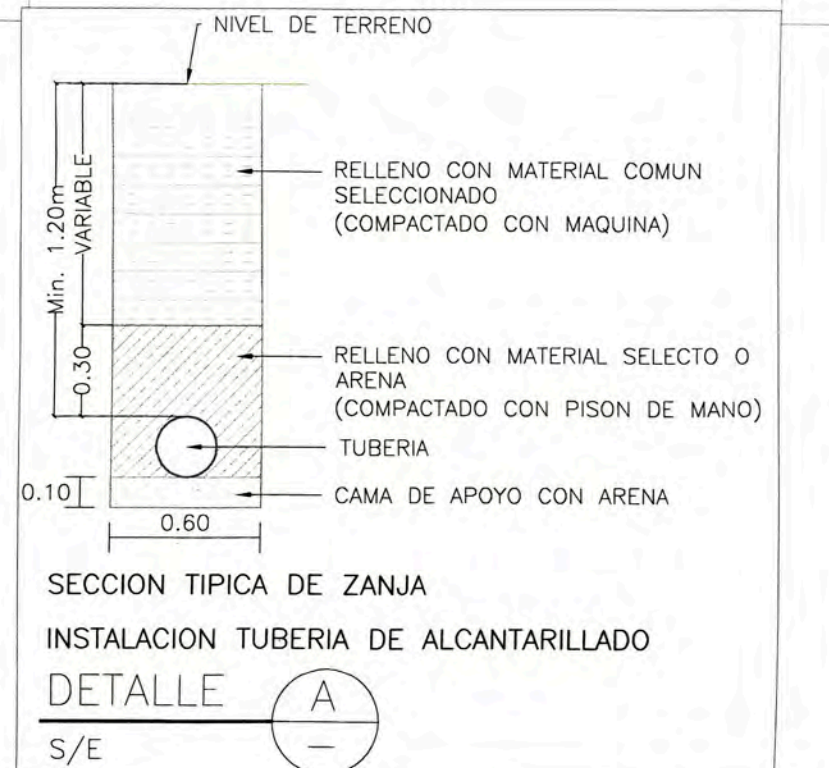 NIVEL DE TERRENO
Min. 1.20m
VARIABLE
RELLENO CON MATERIAL COMUN
SELECCIONADO
(COMPACTADO CON MAQUINA)
0.30
RELLENO CON MATERIAL SELECTO O
ARENA
(COMPACTADO CON PISON DE MANO)
TUBERIA
0.10
CAMA DE APOYO CON ARENA
0.60
SECCION TIPICA DE ZANJA
INSTALACION TUBERIA DE ALCANTARILLADO
DETALLE A
S/E —